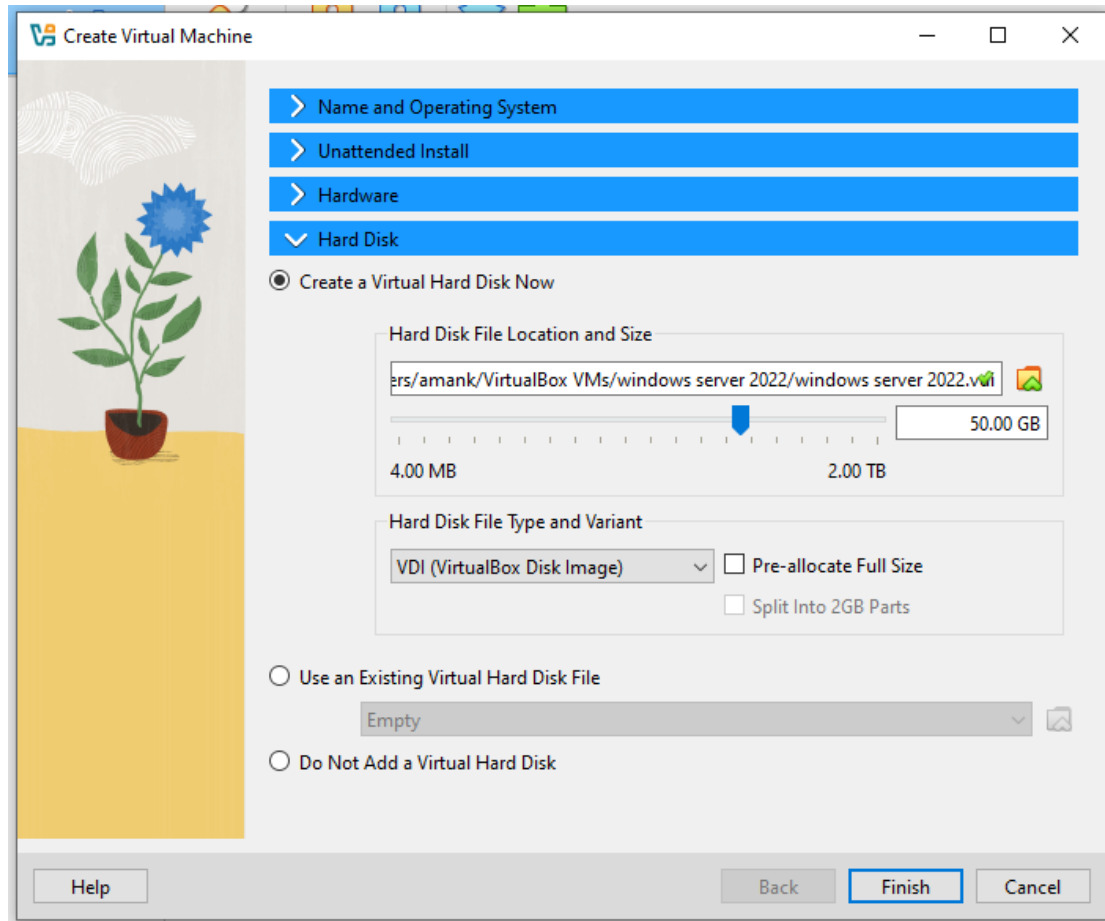 Create Virtual Machine
Name and Operating System
Unattended Install
Hardware
Hard Disk
Create a Virtual Hard Disk Now
Hard Disk File Location and Size
ers/amank/VirtualBox VMs/windows server 2022/windows server 2022.vdi
50.00 GB
4.00 MB 2.00 TB
Hard Disk File Type and Variant
VDI (VirtualBox Disk Image) Pre-allocate Full Size
Split Into 2GB Parts
Use an Existing Virtual Hard Disk File
Empty
Do Not Add a Virtual Hard Disk
Help Back Finish Cancel